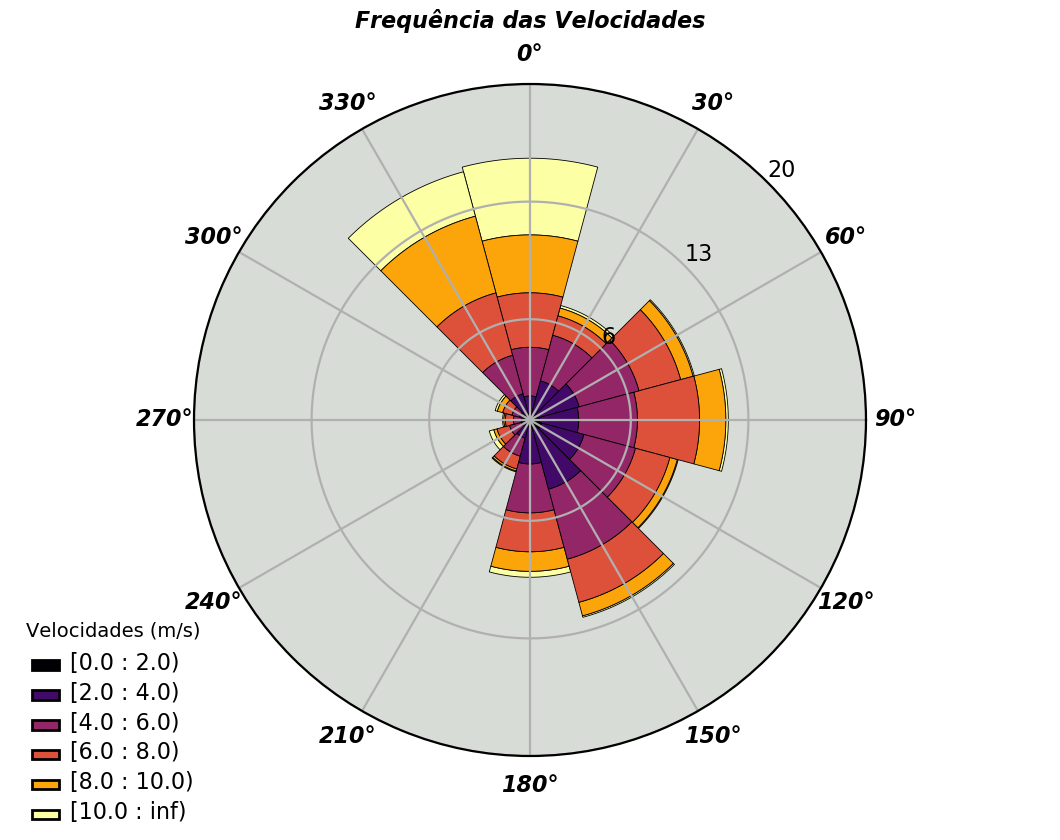 Frequência das Velocidades
0°
330°
30°
20
300°
60°
13
6
270°
90°
240°
120°
210°
150°
180°
Velocidades (m/s)
[0.0 : 2.0)
[2.0 : 4.0)
[4.0 : 6.0)
[6.0 : 8.0)
[8.0 : 10.0)
[10.0 : inf)